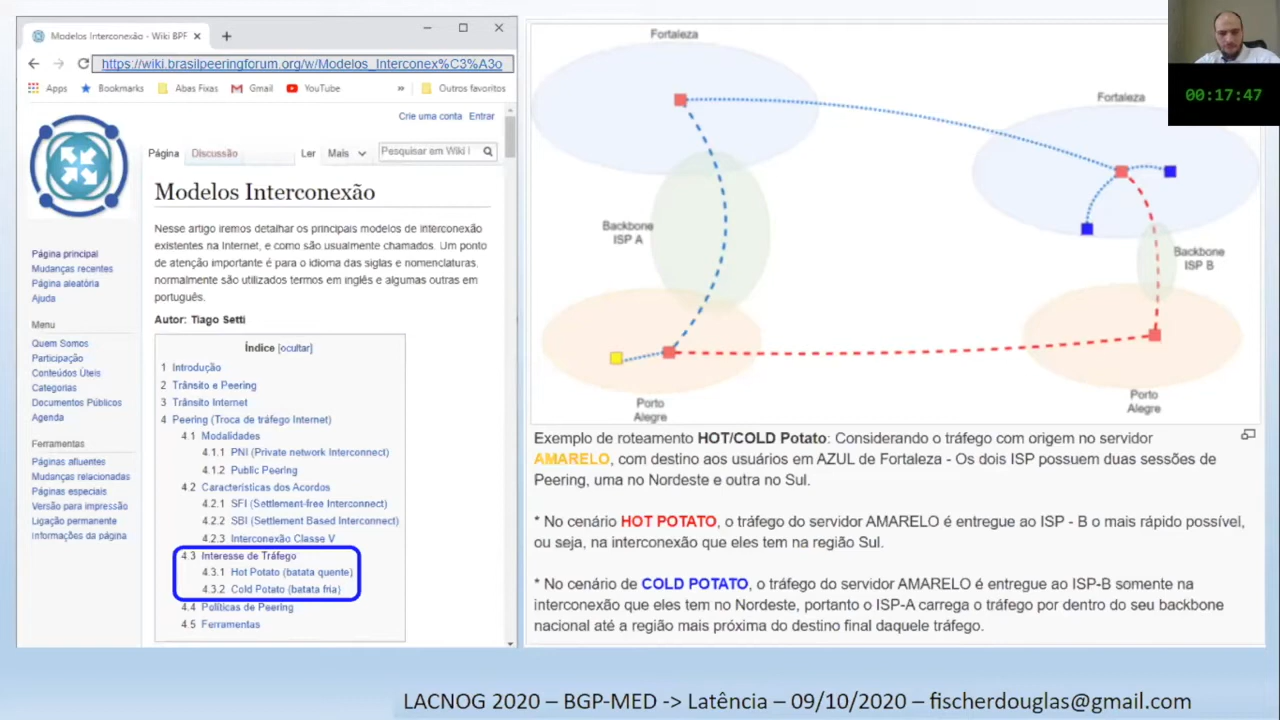 Modelos Interconexão - Wiki BPF
https://wiki.brasilpeeringforum.org/w/Modelos_Interconex%C3%A3o
Apps
Bookmarks
Abas Fixas
Gmail
YouTube
»
Outros favoritos
Crie uma conta
Entrar
Página
Discussão
Ler
Mais
Pesquisar em Wiki
Modelos Interconexão
Nesse artigo iremos detalhar os principais modelos de interconexão
existentes na Internet, e como são usualmente chamados. Um ponto
de atenção importante é para o idioma das siglas e nomenclaturas,
normalmente são utilizados termos em inglês e algumas outras em
português.
Autor: Tiago Setti
Índice [ocultar]
1 Introdução
2 Trânsito e Peering
3 Trânsito Internet
4 Peering (Troca de tráfego Internet)
4.1 Modalidades
4.1.1 PNI (Private network Interconnect)
4.1.2 Public Peering
4.2 Características dos Acordos
4.2.1 SFI (Settlement-free Interconnect)
4.2.2 SBI (Settlement Based Interconnect)
4.2.3 Interconexão Classe V
4.3 Interesse de Tráfego
4.3.1 Hot Potato (batata quente)
4.3.2 Cold Potato (batata fria)
4.4 Políticas de Peering
4.5 Ferramentas
Página principal
Mudanças recentes
Página aleatória
Ajuda
Menu
Quem Somos
Participação
Conteúdos Úteis
Categorias
Documentos Públicos
Agenda
Ferramentas
Páginas afluentes
Mudanças relacionadas
Páginas especiais
Versão para impressão
Ligação permanente
Informações da página
Fortaleza
Fortaleza
Backbone
ISP A
Backbone
ISP B
Porto
Alegre
Porto
Alegre
00:17:47
Exemplo de roteamento HOT/COLD Potato: Considerando o tráfego com origem no servidor
AMARELO, com destino aos usuários em AZUL de Fortaleza - Os dois ISP possuem duas sessões de
Peering, uma no Nordeste e outra no Sul.
* No cenário HOT POTATO, o tráfego do servidor AMARELO é entregue ao ISP - B o mais rápido possível,
ou seja, na interconexão que eles tem na região Sul.
* No cenário de COLD POTATO, o tráfego do servidor AMARELO é entregue ao ISP-B somente na
interconexão que eles tem no Nordeste, portanto o ISP-A carrega o tráfego por dentro do seu backbone
nacional até a região mais próxima do destino final daquele tráfego.
LACNOG 2020 – BGP-MED -> Latência – 09/10/2020 – fischerdouglas@gmail.com